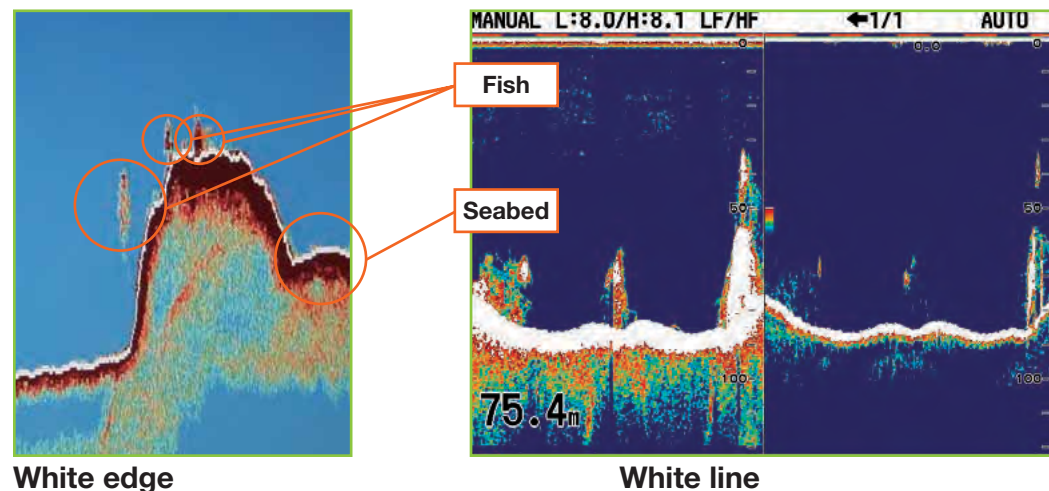 MANUAL L:8.0/H:8.1 LF/HF ←1/1 AUTO
0
0.0
0
Fish
Seabed
50
50
100
100
75.4m
White edge
White line